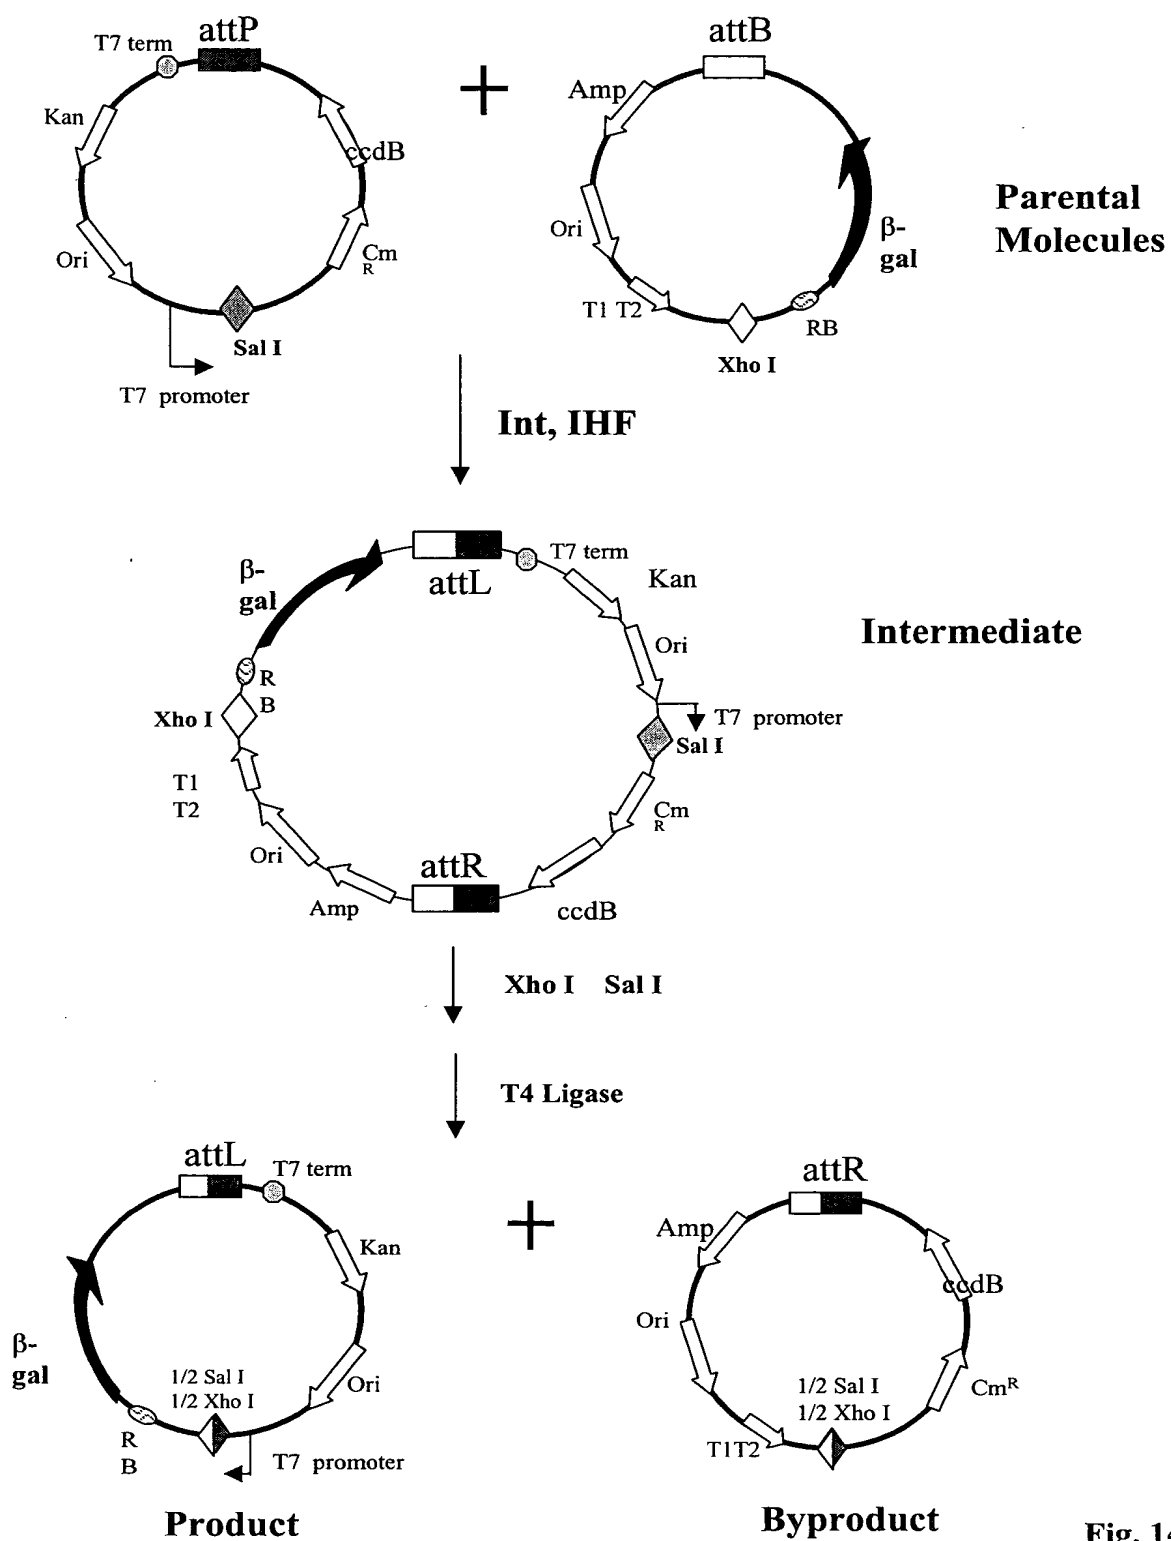 attP
T7 term
Kan
ccdB
Ori
Cm
R
Sal I
T7 promoter
+
attB
Amp
Ori
β-
gal
T1 T2
RB
Xho I
Parental
Molecules
Int, IHF
β-
gal
attL
T7 term
Kan
Ori
R
B
Xho I
T7 promoter
Sal I
T1
T2
Cm
R
Ori
attR
Amp
ccdB
Intermediate
Xho I Sal I
T4 Ligase
attL
T7 term
Kan
β-
gal
1/2 Sal I
1/2 Xho I
Ori
R
B
T7 promoter
Product
+
attR
Amp
ccdB
Ori
1/2 Sal I
1/2 Xho I
CmR
T1T2
Byproduct
Fig. 14